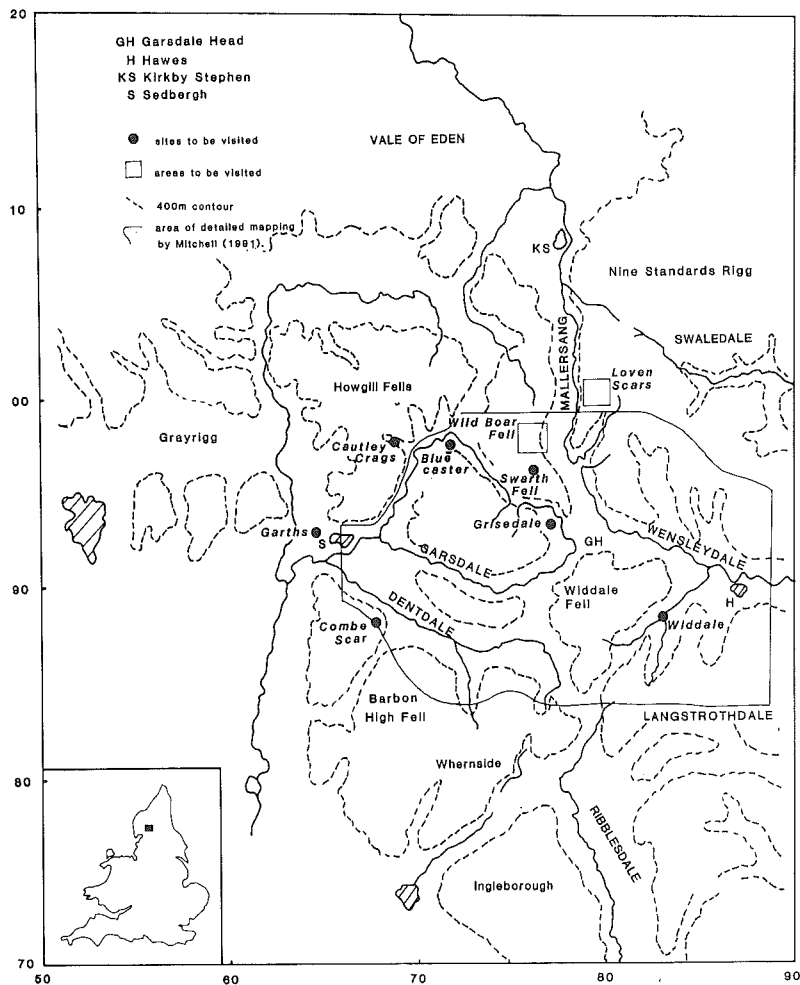 20
GH Garsdale Head
H Hawes
KS Kirkby Stephen
S Sedbergh
sites to be visited
areas to be visited
400m contour
area of detailed mapping
by Mitchell (1991).
VALE OF EDEN
10
KS
Nine Standards Rigg
MALLERSANG
SWALEDALE
Loven
Scars
00
Howgill Fells
Grayrigg
Wild Boar
Fell
Cautley
Crags
Blue
caster
Swarth
Fell
Garths
S
Grisedale
GH
GARSDALE
WENSLEYDALE
90
Widdale
Fell
H
DENTDALE
Combe
Scar
Widdale
Barbon
High Fell
LANGSTROTHDALE
80
Whernside
RIBBLESDALE
Ingleborough
70
50
60
70
80
90